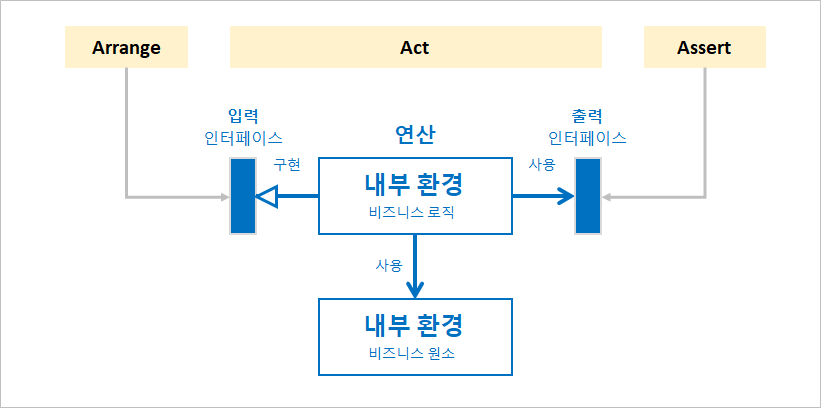 Arrange
Act
Assert
입력
인터페이스
연산
출력
인터페이스
구현
사용
내부 환경
비즈니스 로직
사용
내부 환경
비즈니스 원소